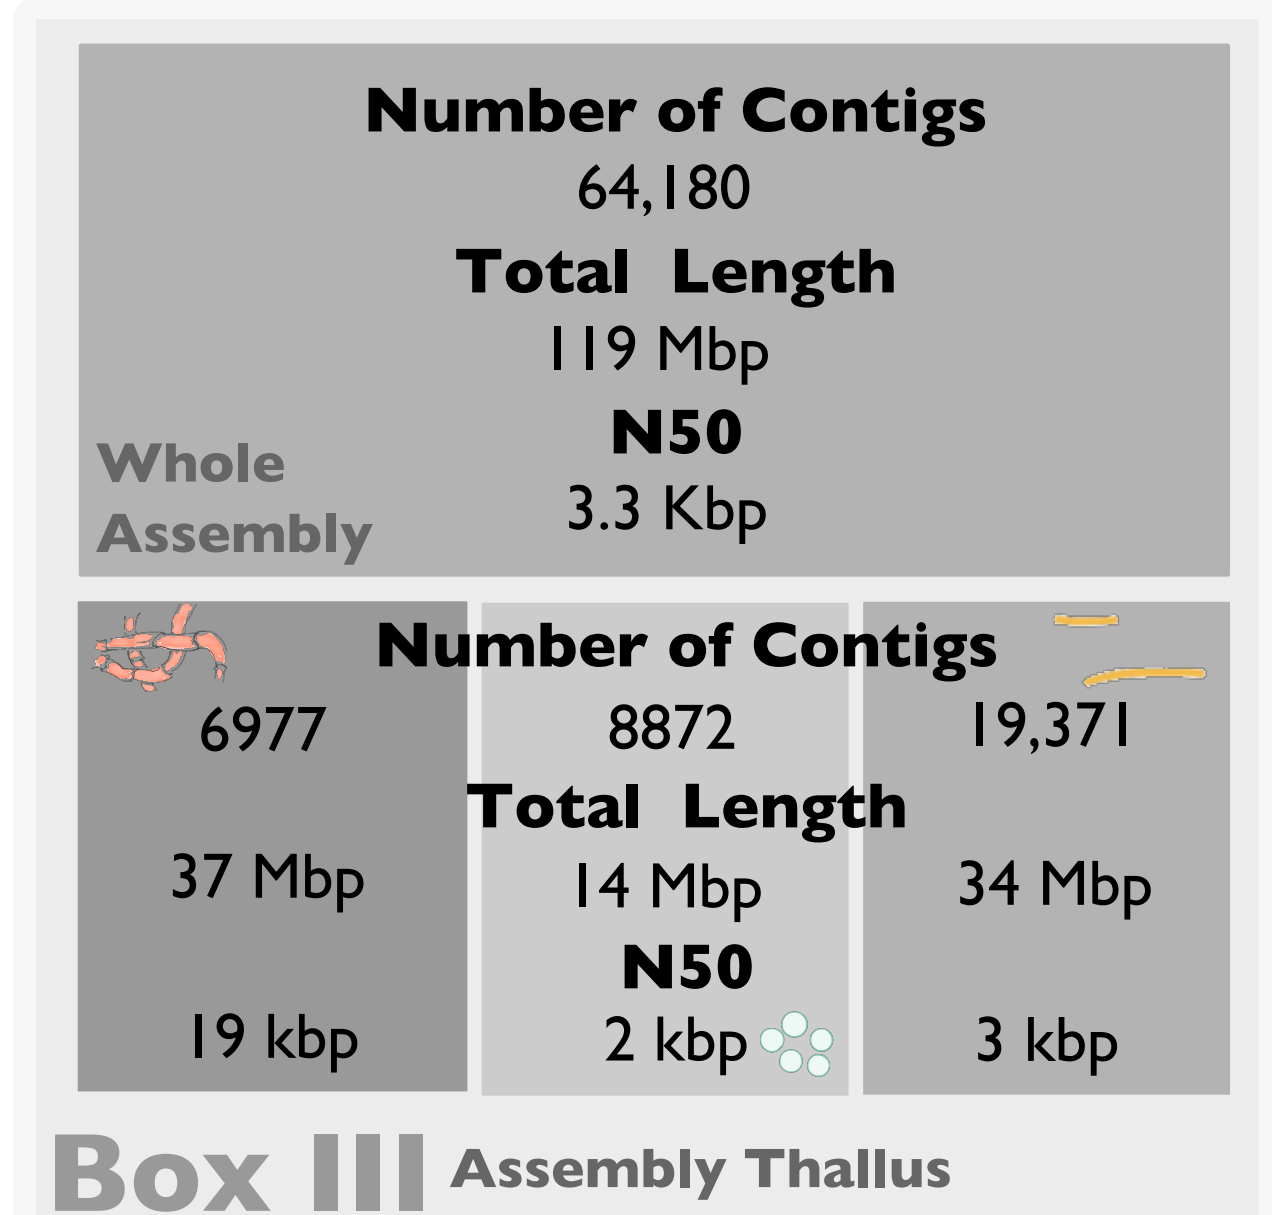 Number of Contigs
64,180
Total Length
119 Mbp
N50
3.3 Kbp
Whole
Assembly
Number of Contigs
6977 8872 19,371
Total Length
37 Mbp 14 Mbp 34 Mbp
N50
19 kbp 2 kbp 3 kbp
Box III Assembly Thallus